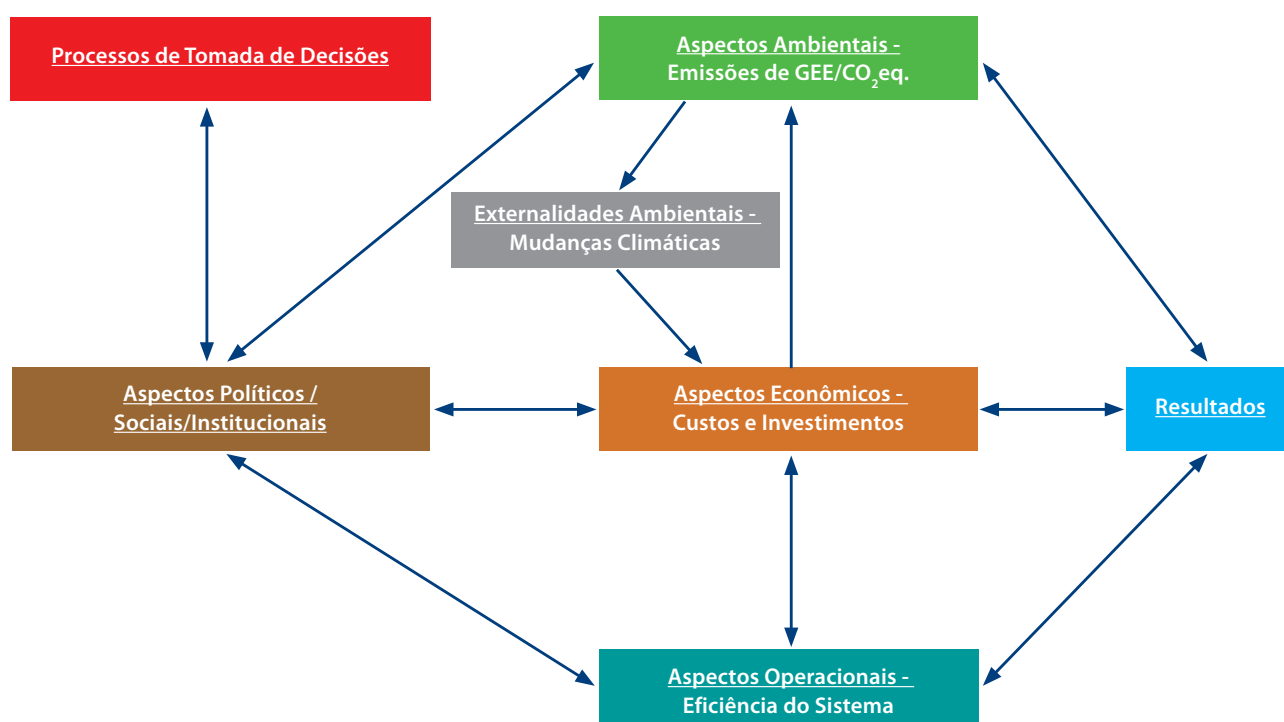 Processos de Tomada de Decisões
Aspectos Ambientais -
Emissões de GEE/CO₂eq.
Externalidades Ambientais -
Mudanças Climáticas
Aspectos Políticos /
Sociais/Institucionais
Aspectos Econômicos -
Custos e Investimentos
Resultados
Aspectos Operacionais -
Eficiência do Sistema